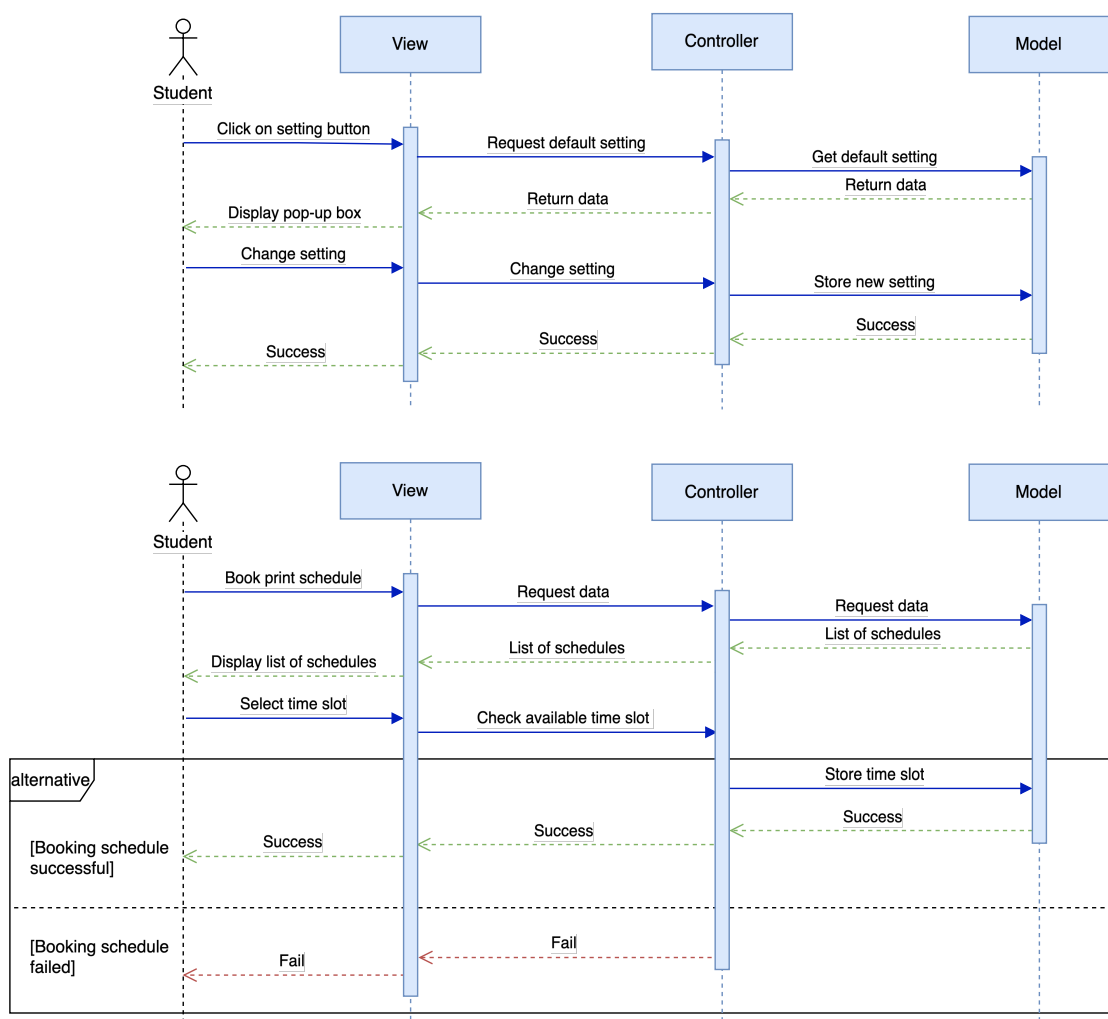 View
Controller
Model
Student
Click on setting button
Request default setting
Get default setting
Return data
Return data
Display pop-up box
Change setting
Change setting
Store new setting
Success
Success
Success
View
Controller
Model
Student
Book print schedule
Request data
Request data
List of schedules
List of schedules
Display list of schedules
Select time slot
Check available time slot
alternative
Store time slot
Success
Success
Success
[Booking schedule
successful]
[Booking schedule
failed]
Fail
Fail